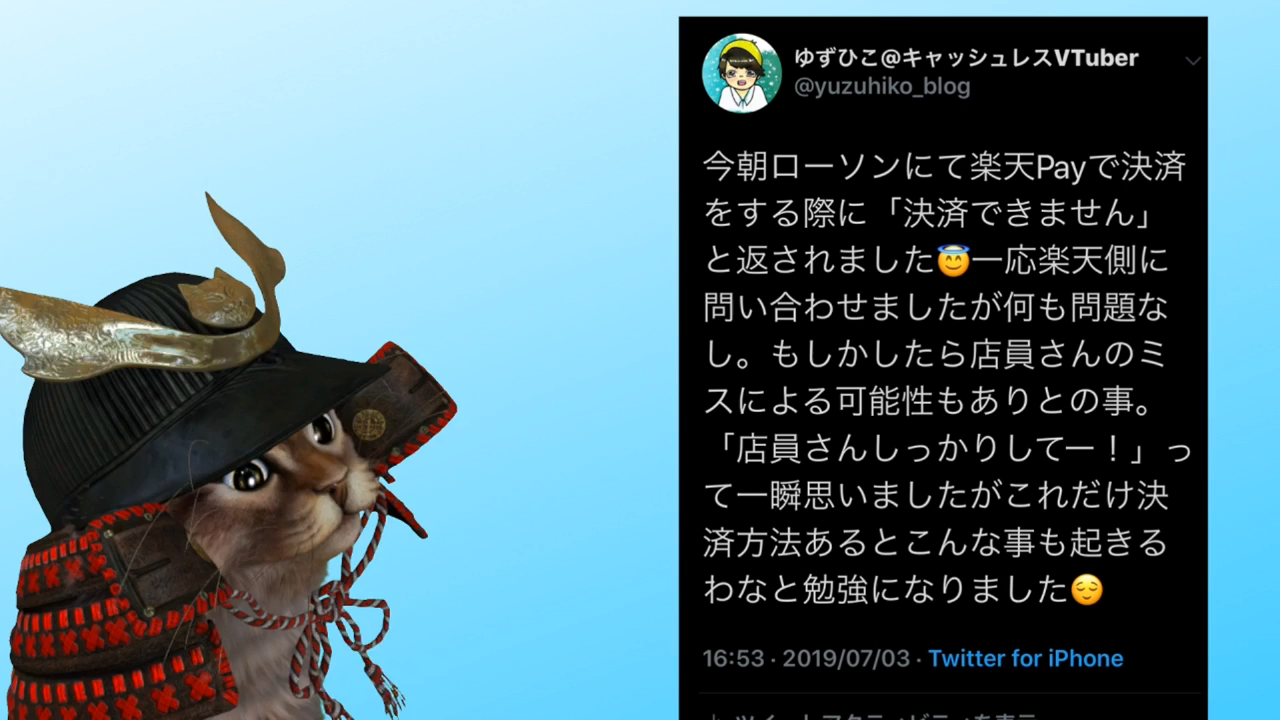 ゆずひこ@キャッシュレスVTuber
@yuzuhiko_blog
今朝ローソンにて楽天Payで決済
をする際に「決済できません」
と返されました😇一応楽天側に
問い合わせましたが何も問題な
し。もしかしたら店員さんのミ
スによる可能性もありとの事。
「店員さんしっかりしてー！」っ
て一瞬思いましたがこれだけ決
済方法あるとこんな事も起きる
わなと勉強になりました😌
16:53 · 2019/07/03 · Twitter for iPhone